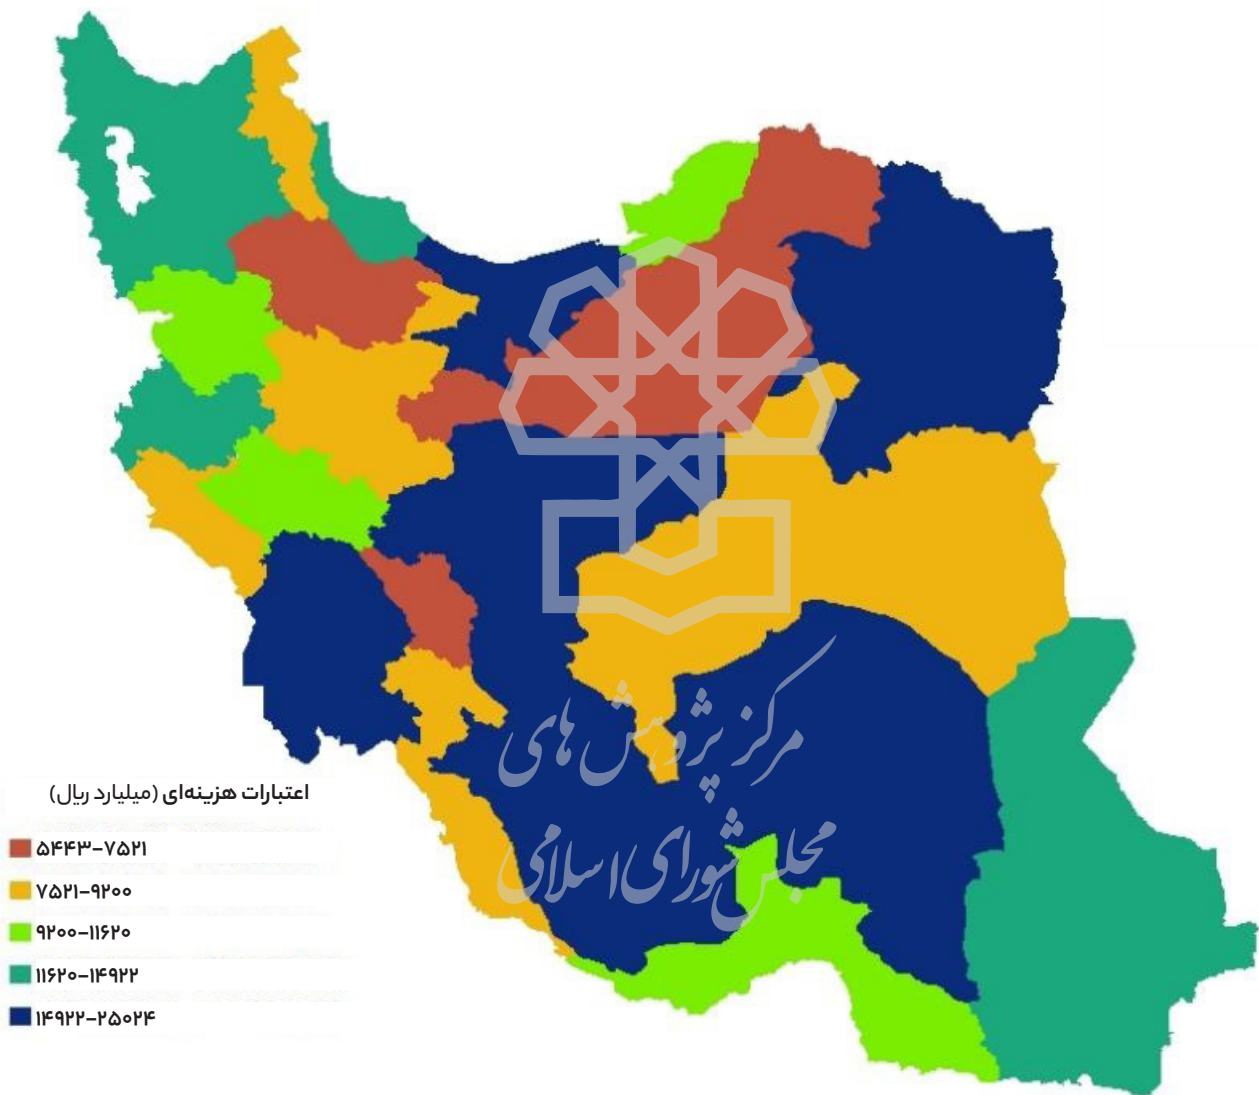 اعتبارات هزینه‌ای (میلیارد ریال)
۵۴۴۳-۷۵۲۱
۷۵۲۱-۹۲۰۰
۹۲۰۰-۱۱۶۲۰
۱۱۶۲۰-۱۴۹۲۲
۱۴۹۲۲-۲۵۰۲۴
مرکز پژوهش های
مجلس شورای اسلامی